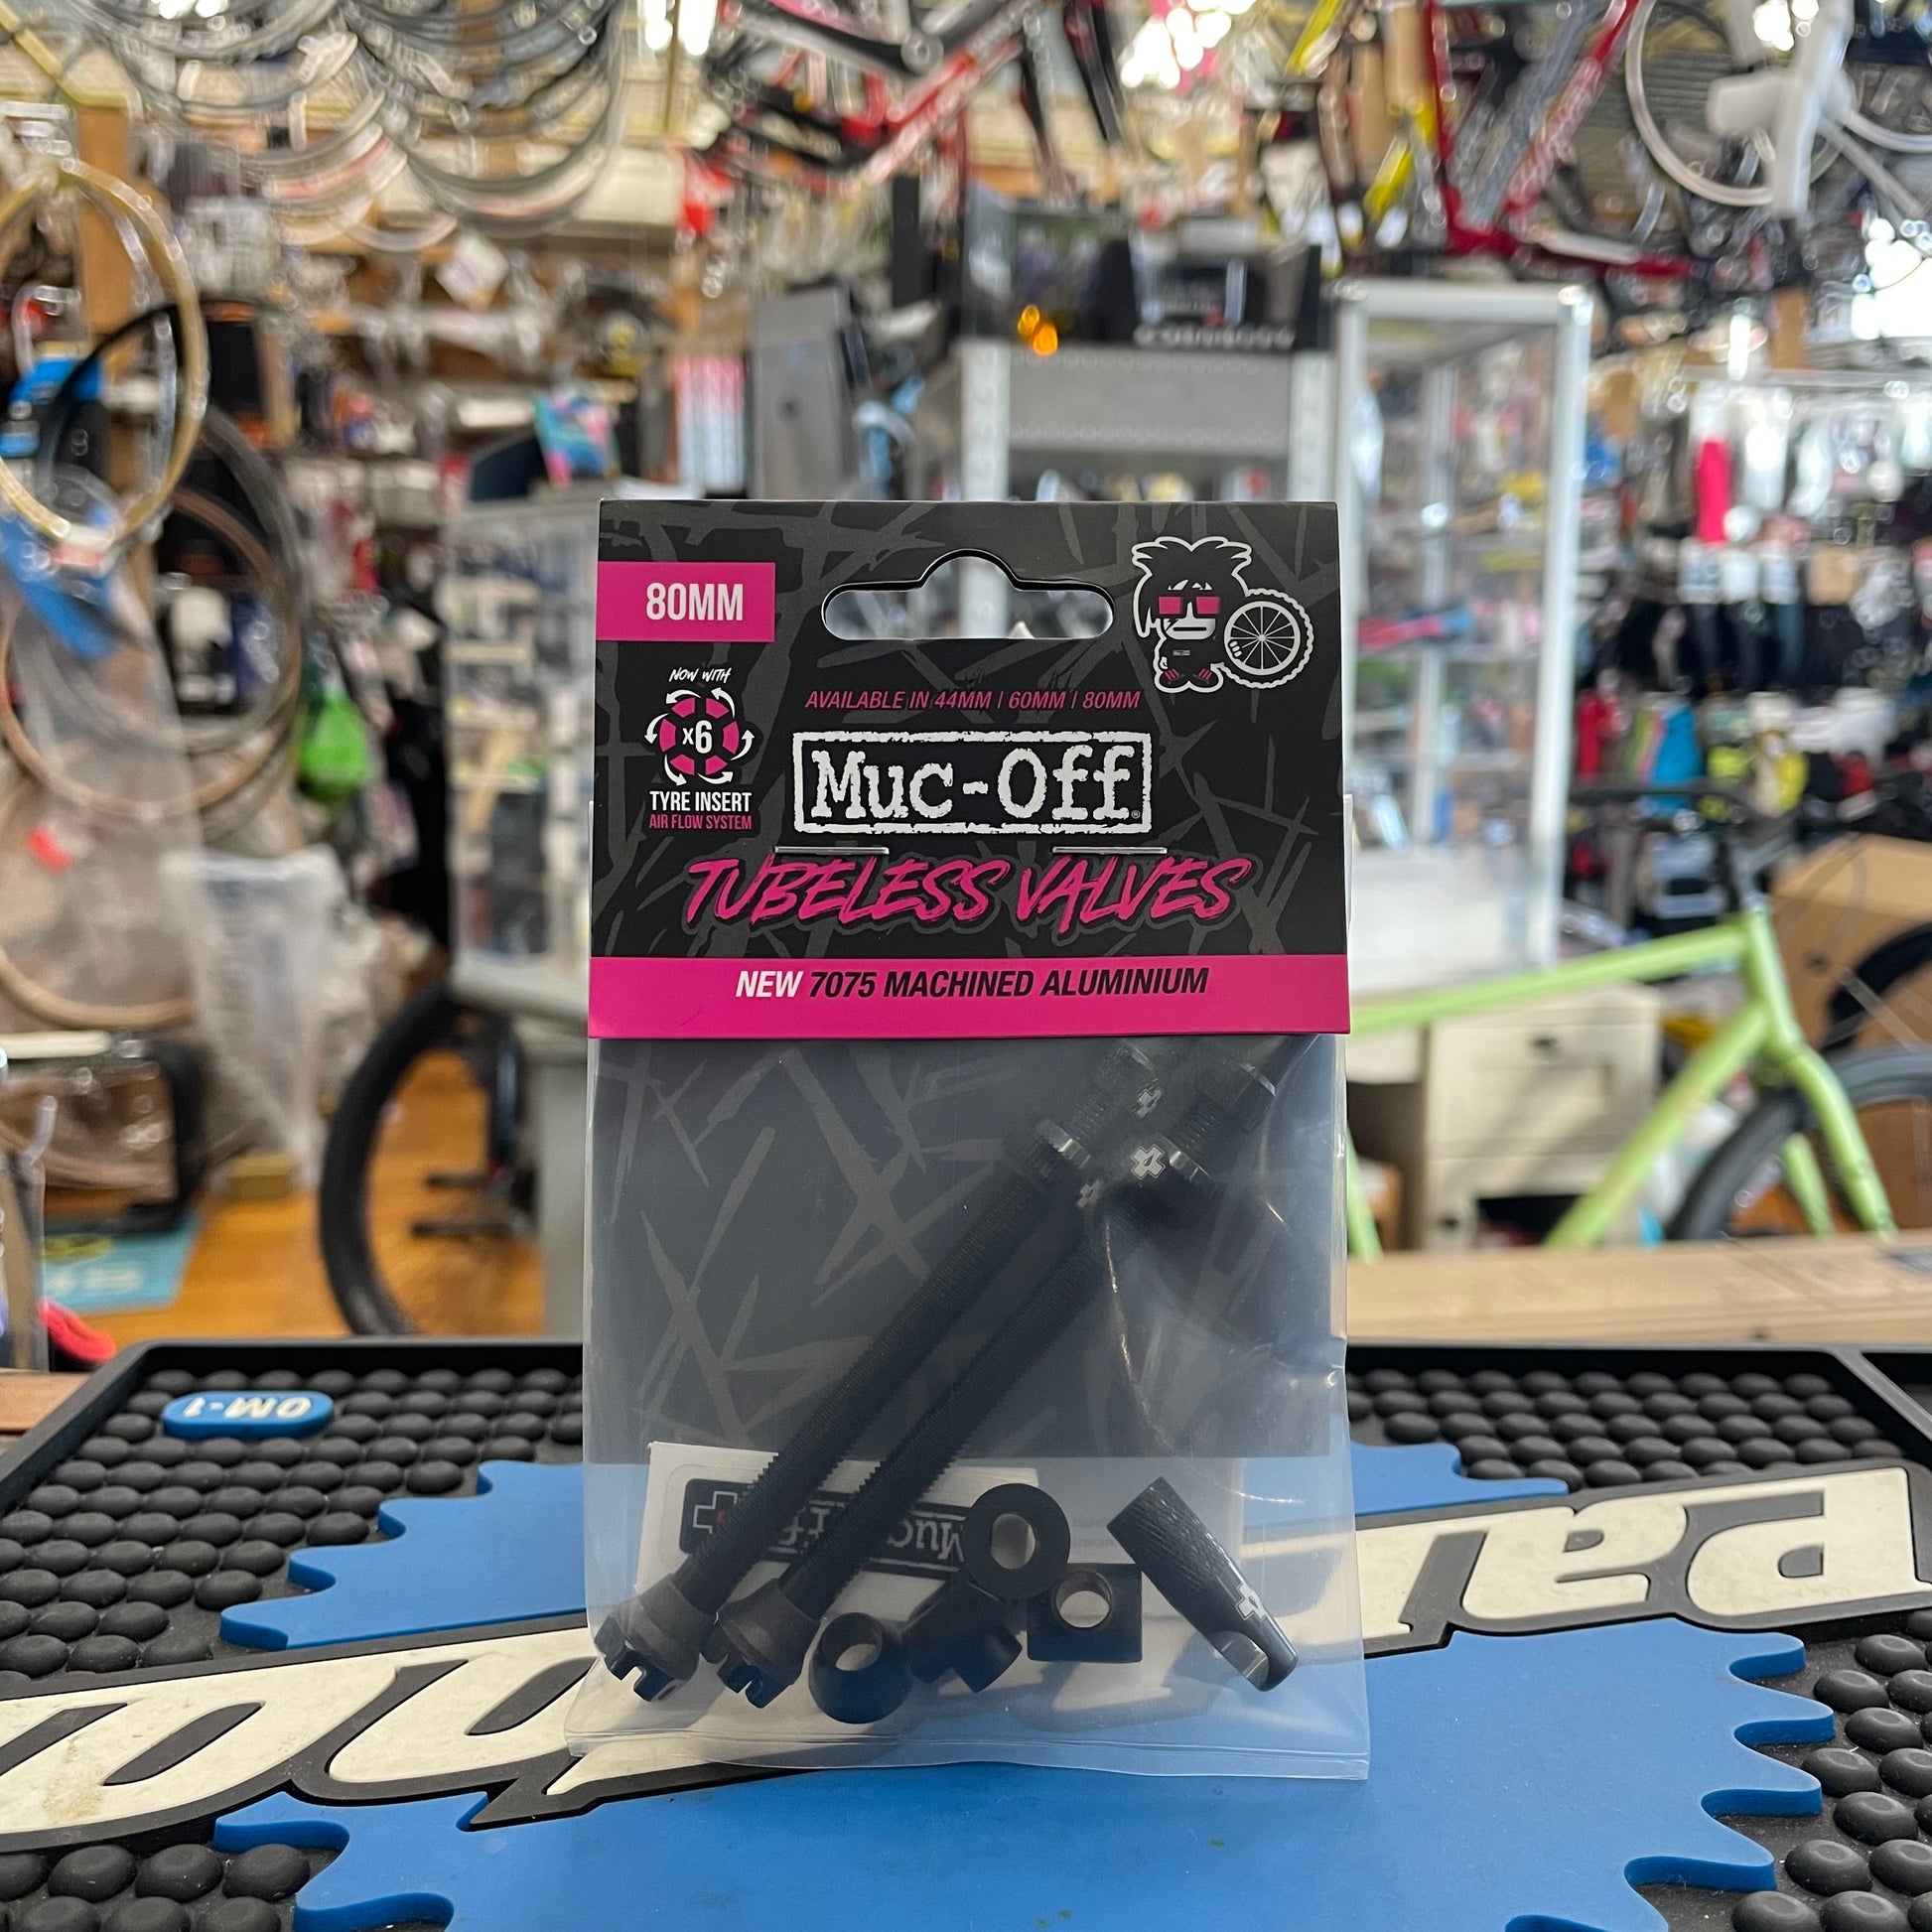 80MM
NOW WITH
x6
TYRE INSERT
AIR FLOW SYSTEM
AVAILABLE IN 44MM | 60MM | 80MM
Muc-Off
TUBELESS VALVES
NEW 7075 MACHINED ALUMINIUM
OM-1
Park